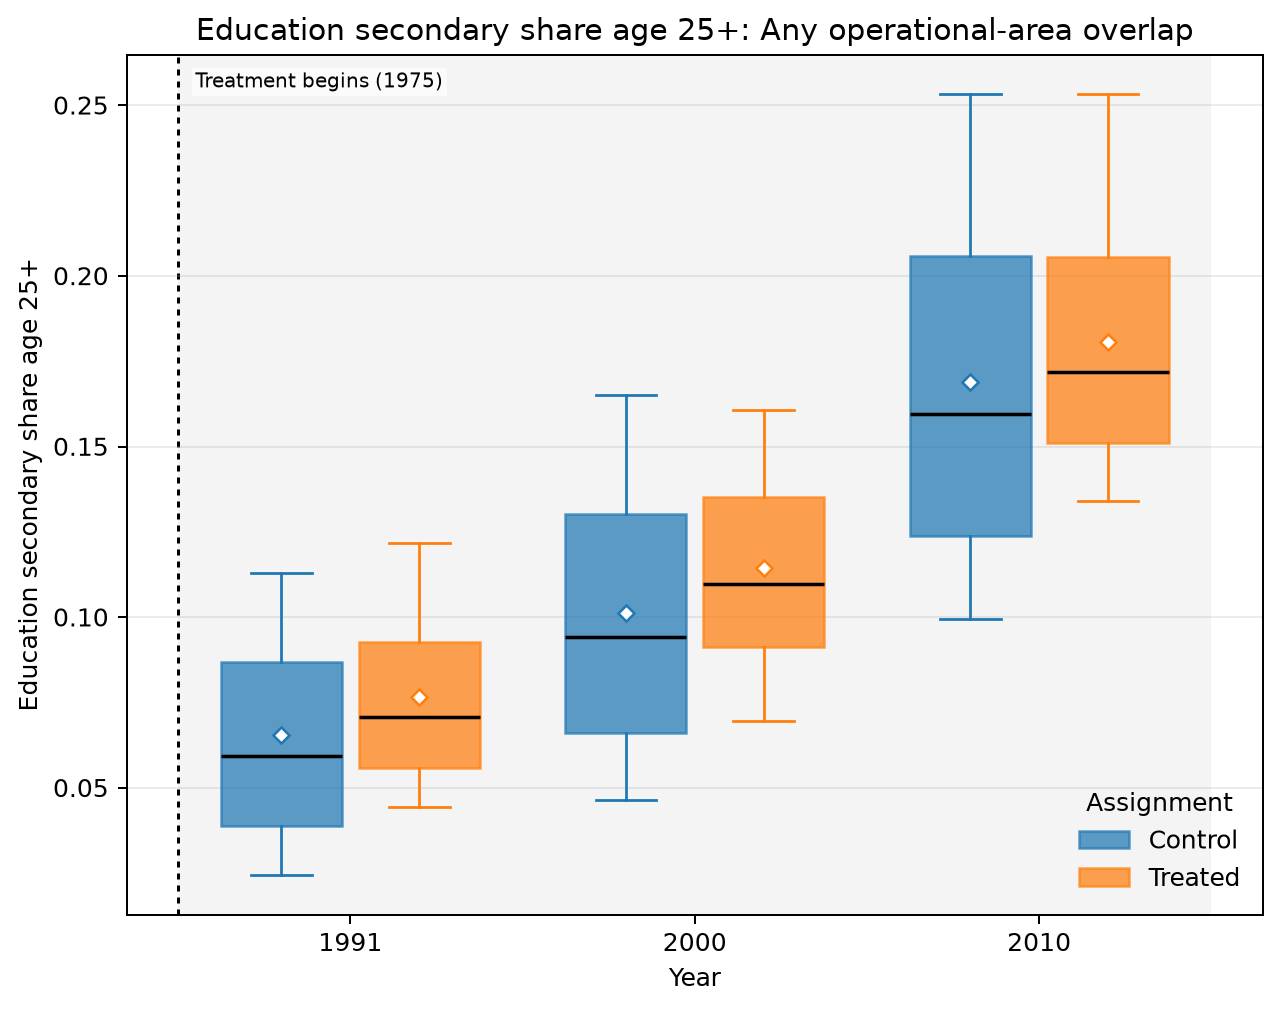 Education secondary share age 25+: Any operational-area overlap
Treatment begins (1975)
Education secondary share age 25+
0.25
0.20
0.15
0.10
0.05
Assignment
Control
Treated
1991
2000
2010
Year